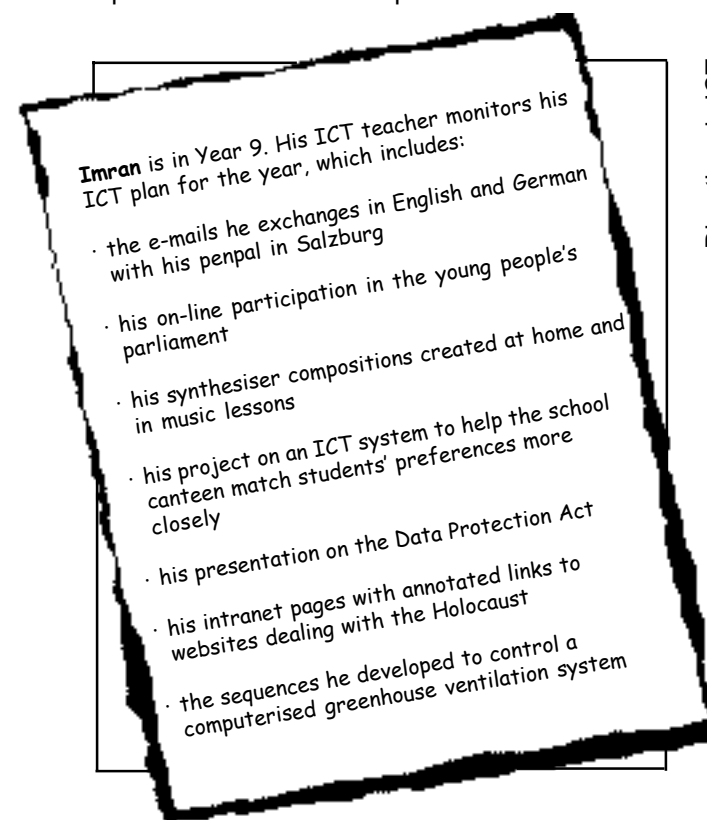 Imran is in Year 9. His ICT teacher monitors his
ICT plan for the year, which includes:
· the e-mails he exchanges in English and German
with his penpal in Salzburg
· his on-line participation in the young people's
parliament
· his synthesiser compositions created at home and
in music lessons
· his project on an ICT system to help the school
canteen match students' preferences more
closely
· his presentation on the Data Protection Act
· his intranet pages with annotated links to
websites dealing with the Holocaust
· the sequences he developed to control a
computerised greenhouse ventilation system